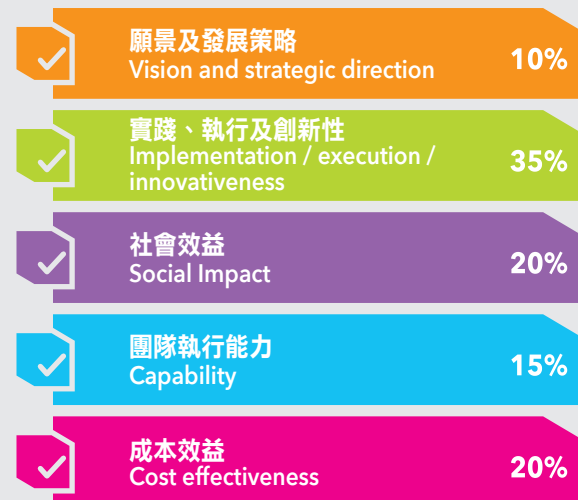 願景及發展策略
Vision and strategic direction
10%
實踐、執行及創新性
Implementation / execution /
innovativeness
35%
社會效益
Social Impact
20%
團隊執行能力
Capability
15%
成本效益
Cost effectiveness
20%